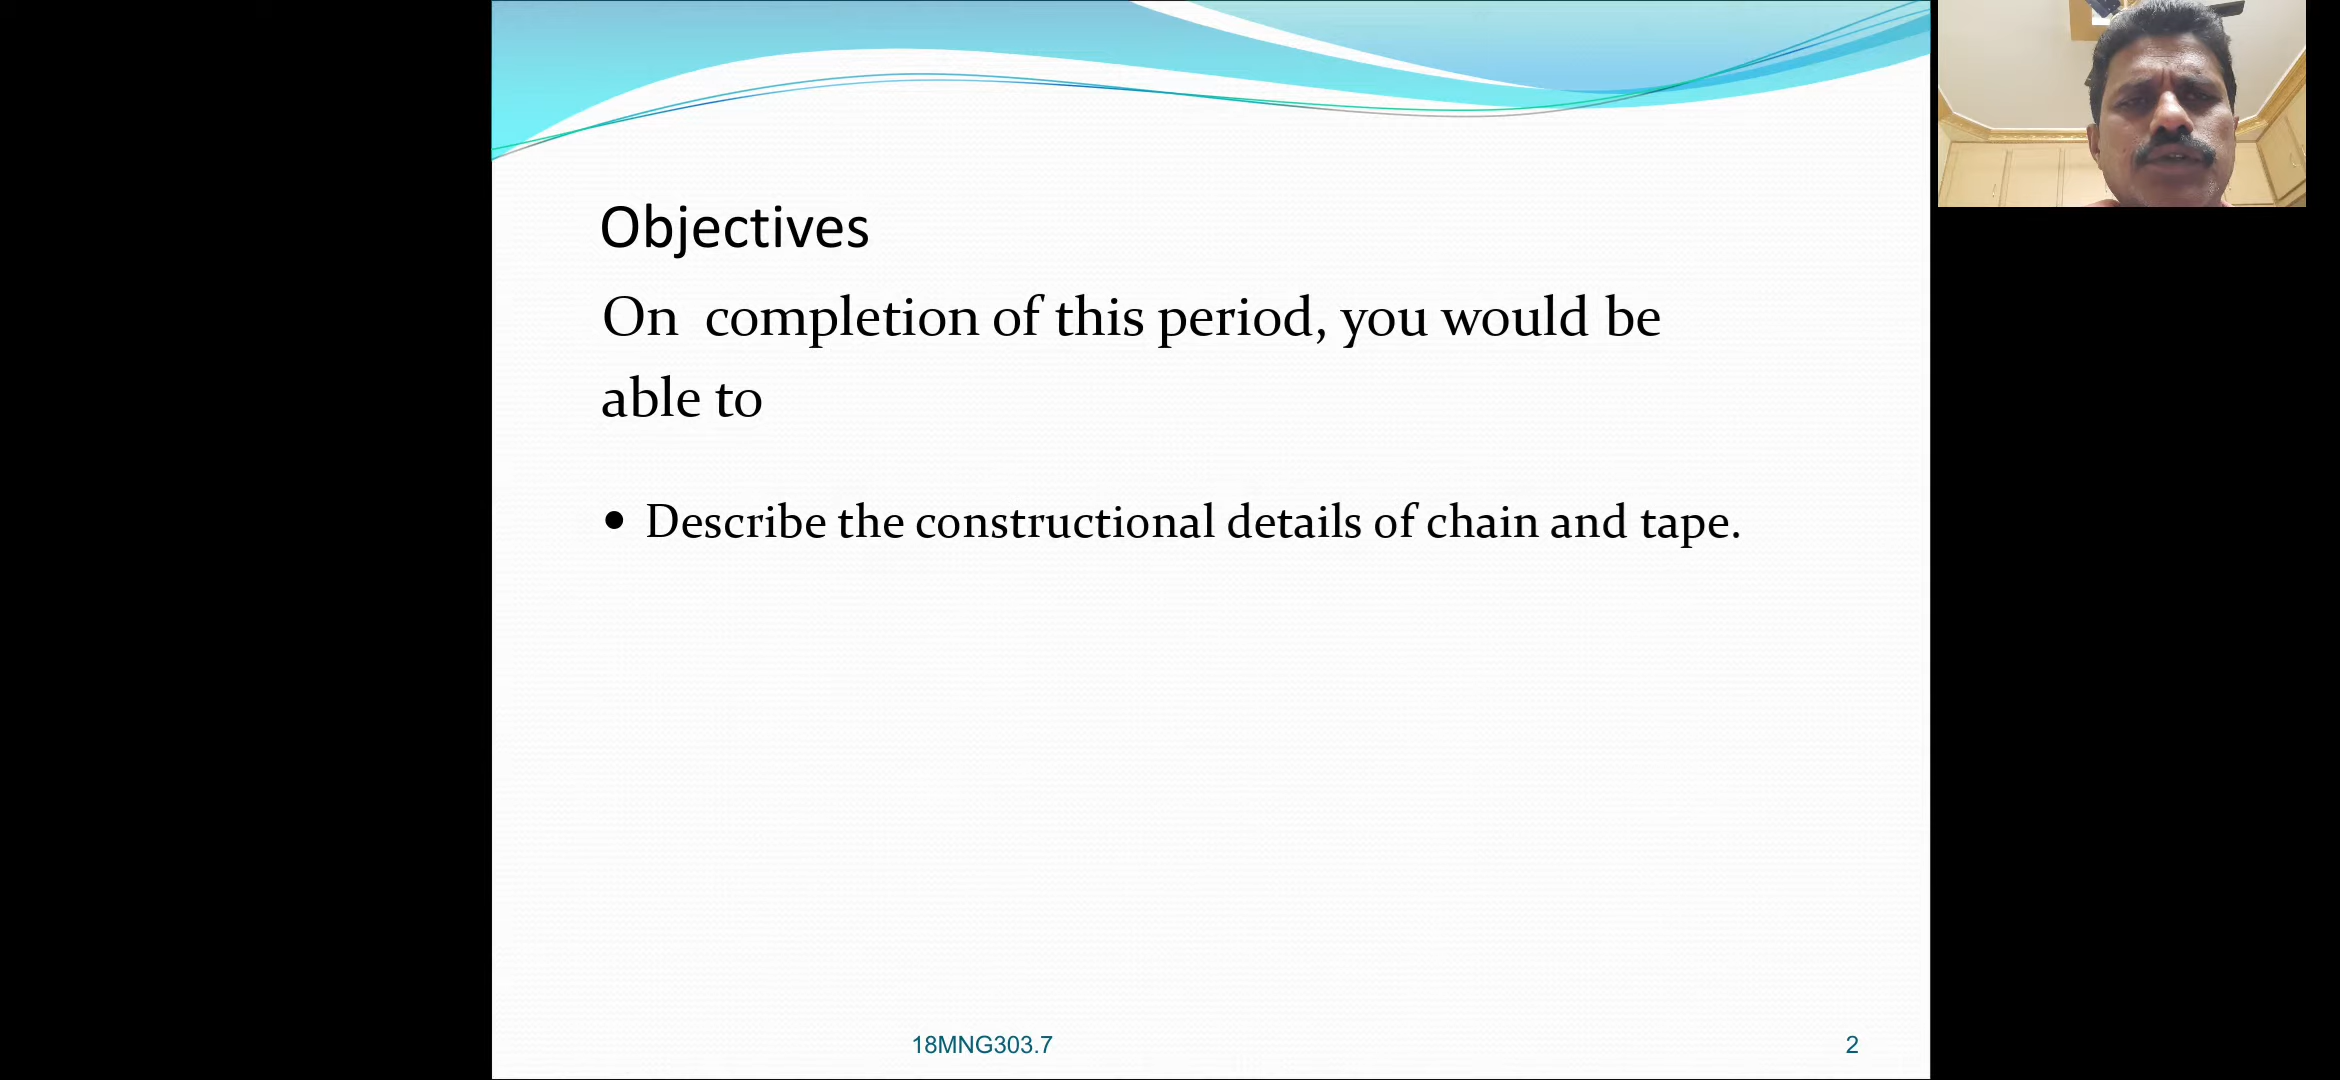 Objectives
On completion of this period, you would be
able to
• Describe the constructional details of chain and tape.
18MNG303.7
2